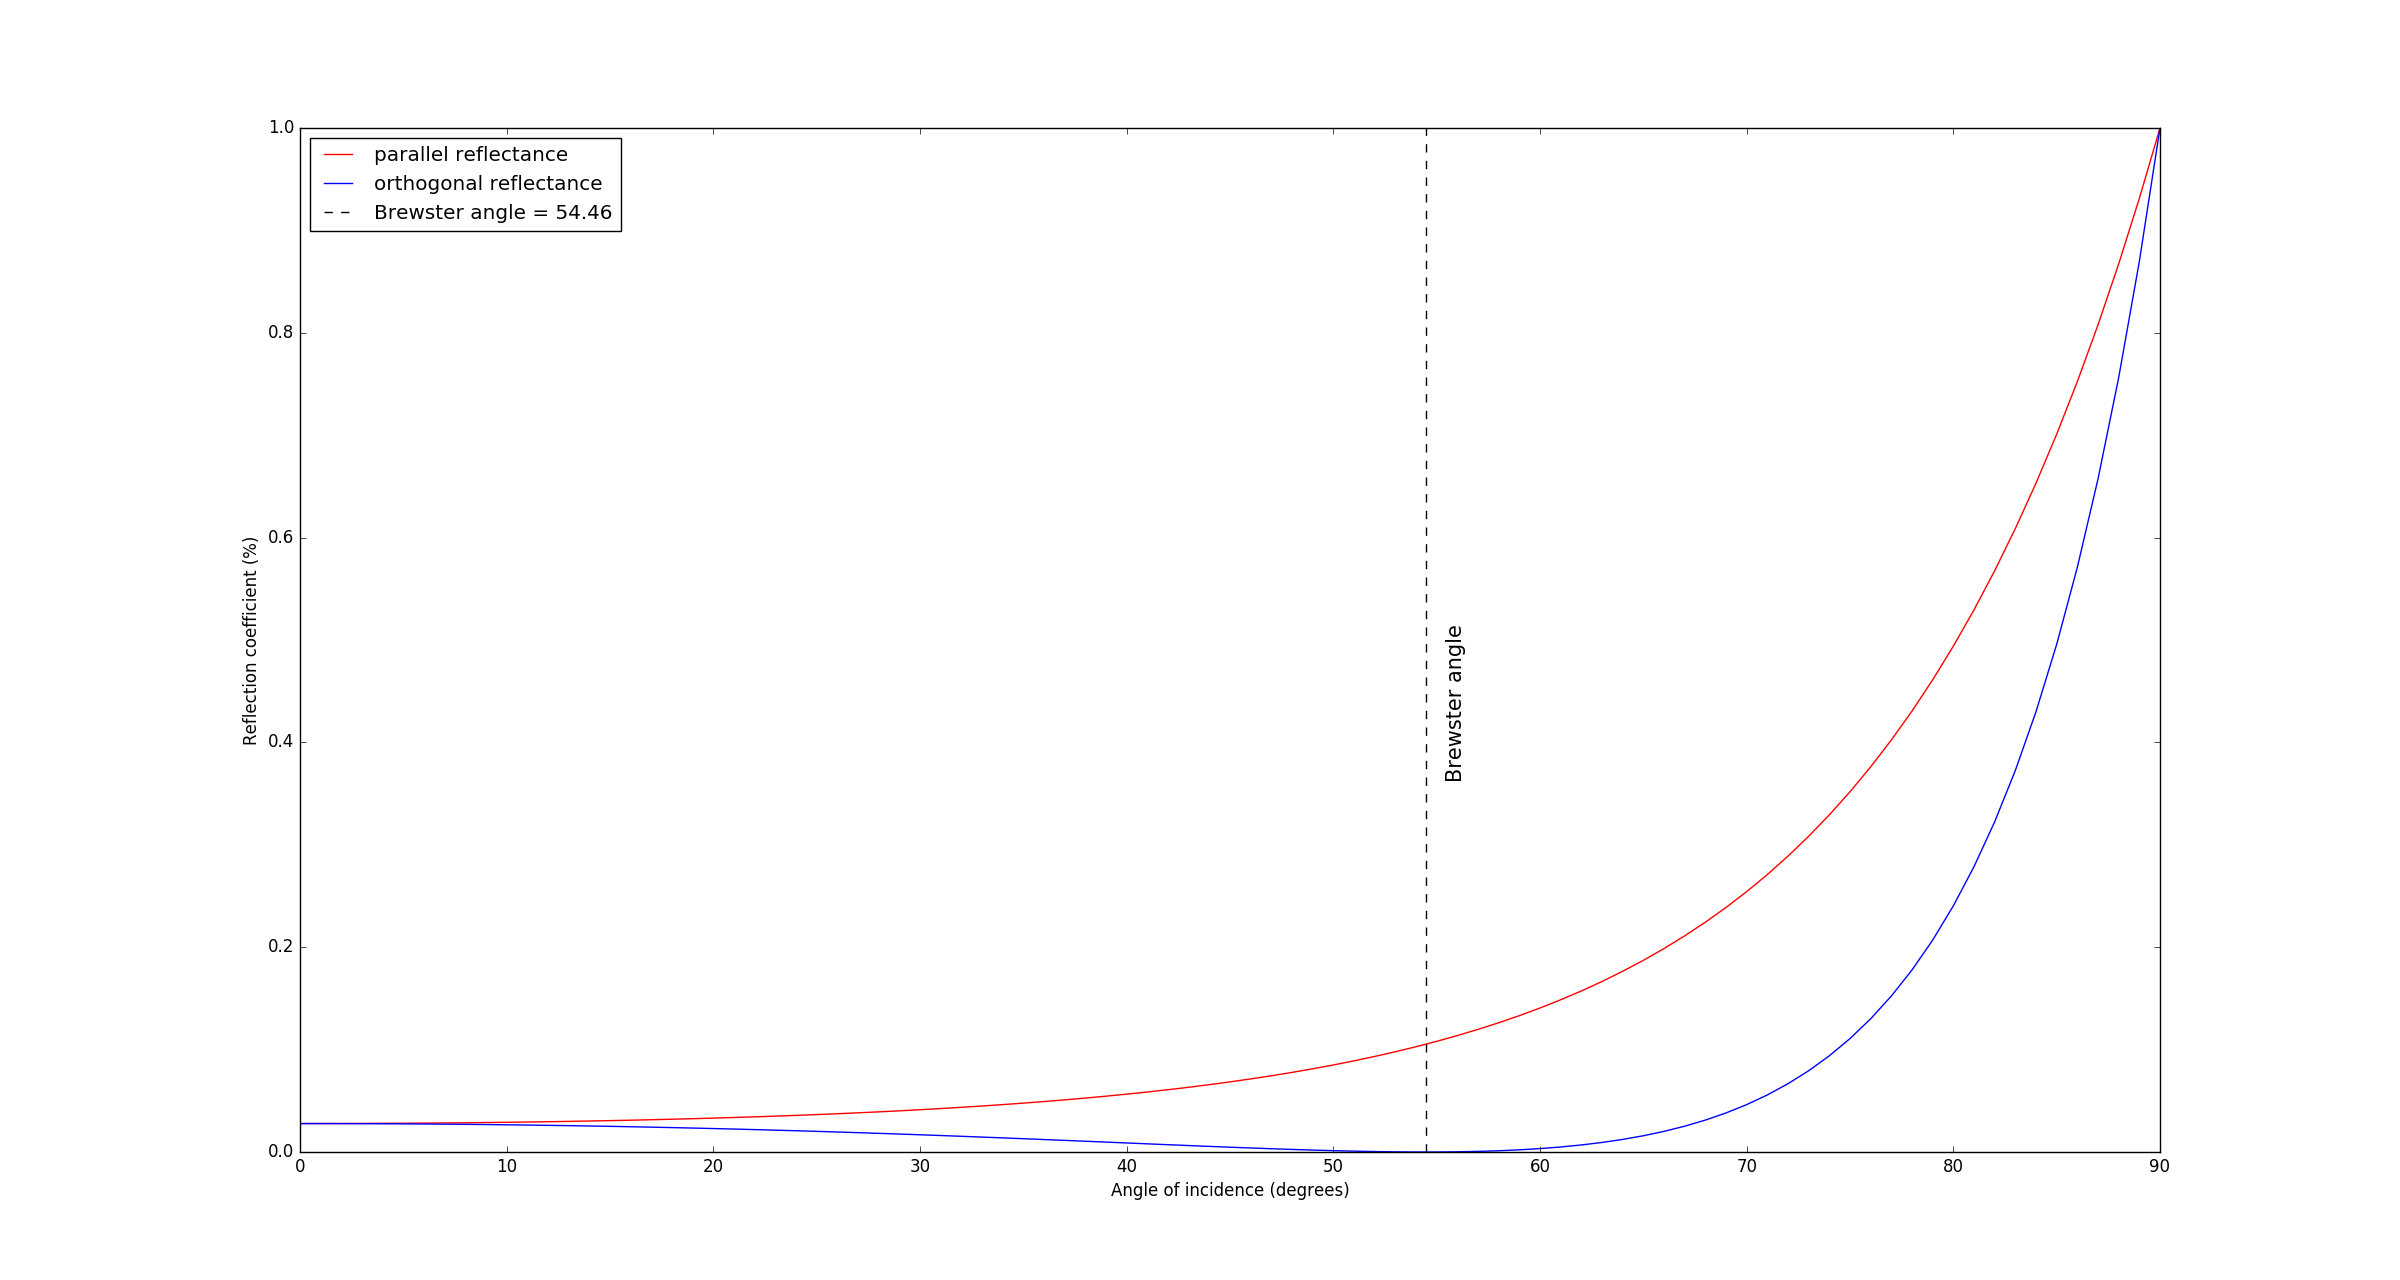 1.0
parallel reflectance
orthogonal reflectance
Brewster angle = 54.46
0.8
0.6
Reflection coefficient (%)
Brewster angle
0.4
0.2
0.0
0 10 20 30 40 50 60 70 80 90
Angle of incidence (degrees)